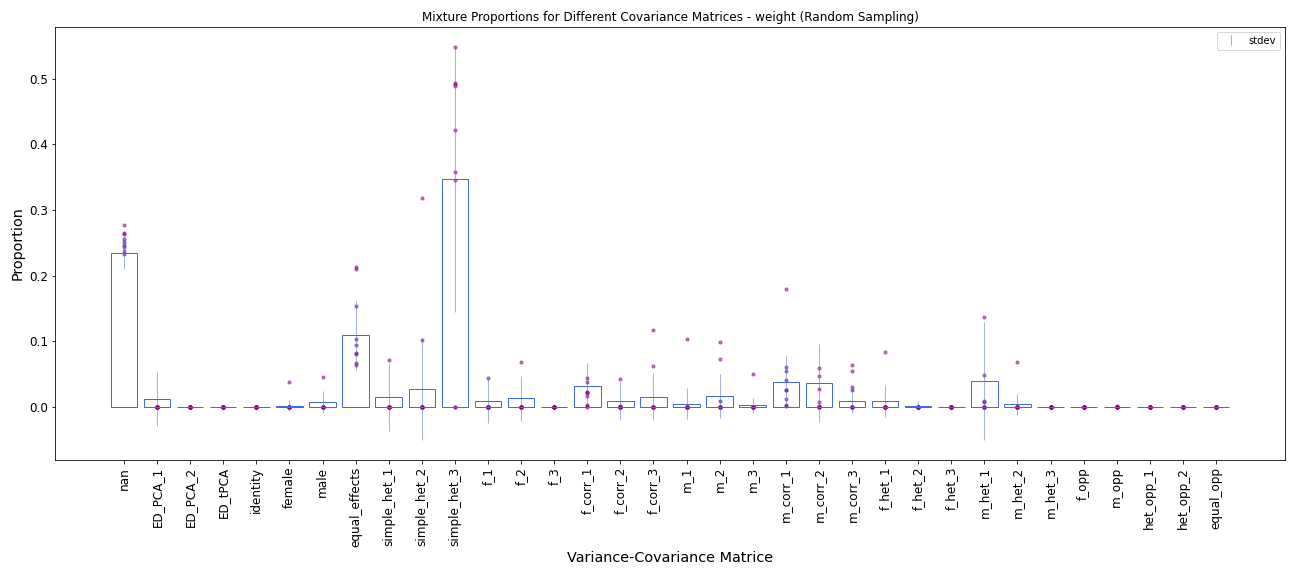 Mixture Proportions for Different Covariance Matrices - weight (Random Sampling)
stdev
Proportion
0.5
0.4
0.3
0.2
0.1
0.0
nan
ED_PCA_1
ED_PCA_2
ED_tPCA
identity
female
male
equal_effects
simple_het_1
simple_het_2
simple_het_3
f_1
f_2
f_3
f_corr_1
f_corr_2
f_corr_3
m_1
m_2
m_3
m_corr_1
m_corr_2
m_corr_3
f_het_1
f_het_2
f_het_3
m_het_1
m_het_2
m_het_3
f_opp
m_opp
het_opp_1
het_opp_2
equal_opp
Variance-Covariance Matrice